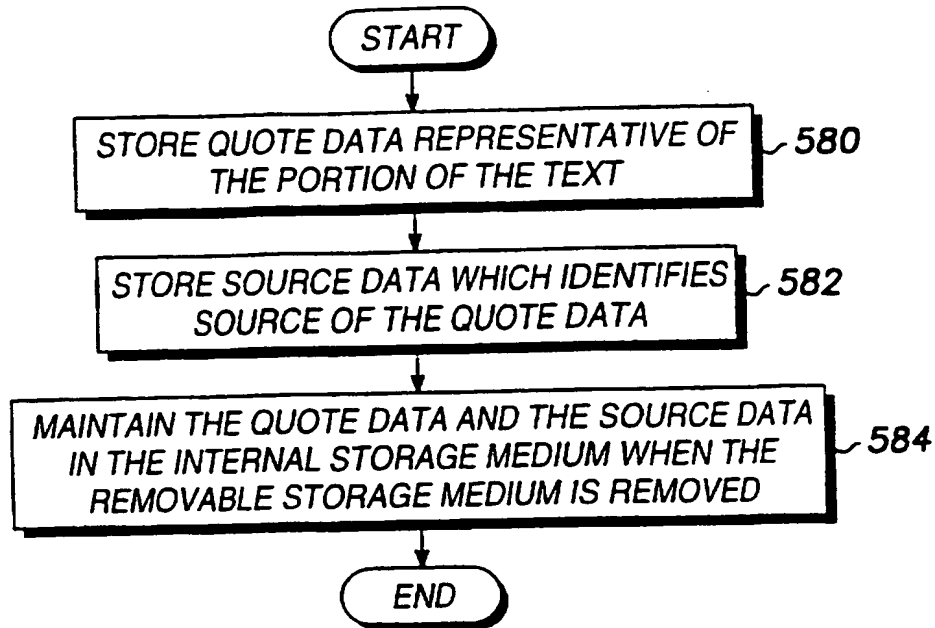 START
STORE QUOTE DATA REPRESENTATIVE OF
THE PORTION OF THE TEXT
580
STORE SOURCE DATA WHICH IDENTIFIES
SOURCE OF THE QUOTE DATA
582
MAINTAIN THE QUOTE DATA AND THE SOURCE DATA
IN THE INTERNAL STORAGE MEDIUM WHEN THE
REMOVABLE STORAGE MEDIUM IS REMOVED
584
END